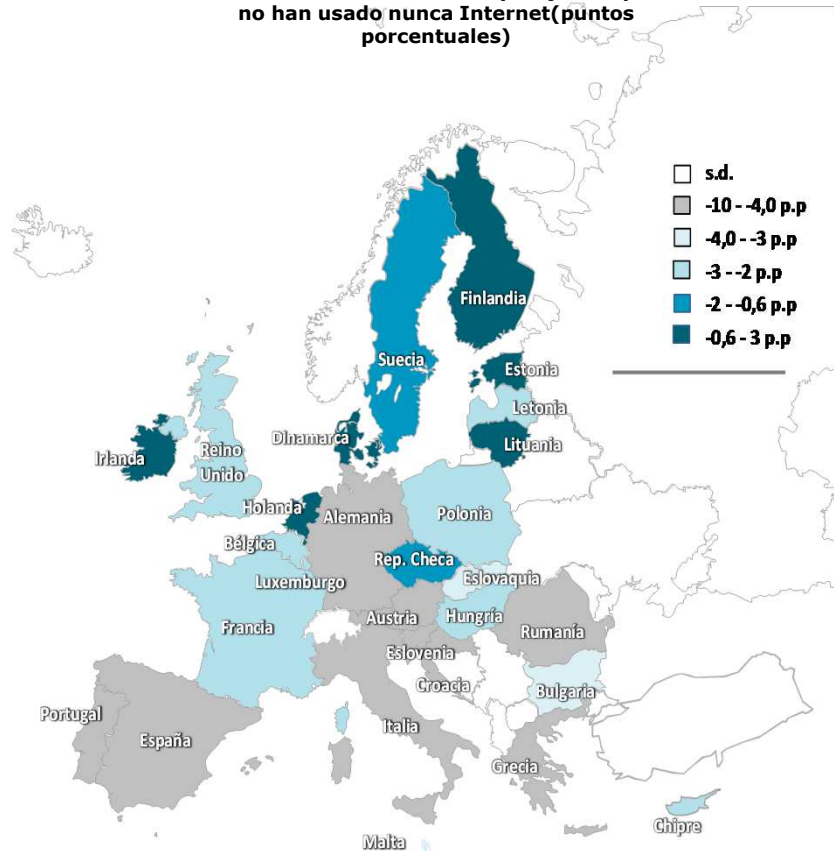 no han usado nunca Internet(puntos
porcentuales)
s.d.
-10 - -4,0 p.p
-4,0 - -3 p.p
-3 - -2 p.p
-2 - -0,6 p.p
-0,6 - 3 p.p
Finlandia
Suecia
Estonia
Letonia
Dinamarca
Lituania
Irlanda
Reino
Unido
Holanda
Alemania
Polonia
Bélgica
Rep. Checa
Luxemburgo
Eslovaquia
Francia
Austria
Hungría
Rumanía
Eslovenia
Croacia
Bulgaria
Portugal
España
Italia
Grecia
Chipre
Malta